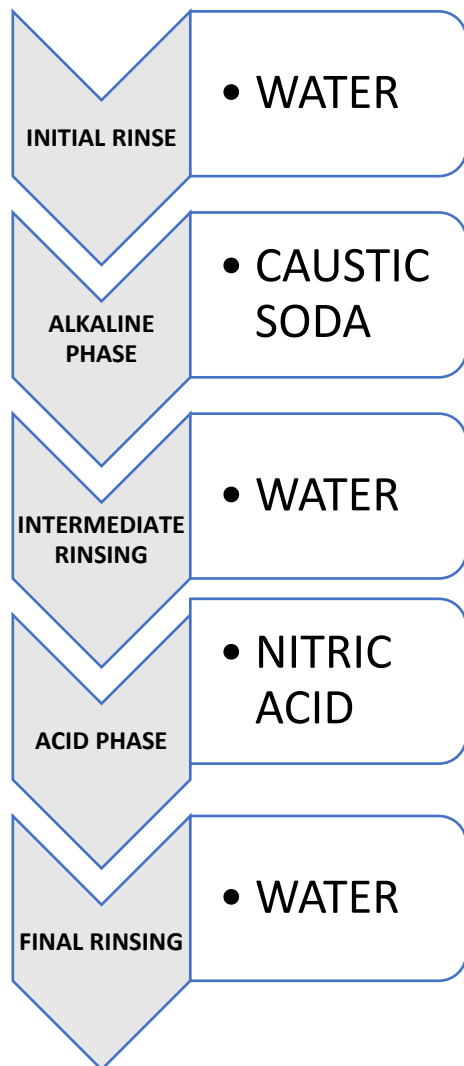 INITIAL RINSE
• WATER
ALKALINE
PHASE
• CAUSTIC
SODA
INTERMEDIATE
RINSING
• WATER
ACID PHASE
• NITRIC
ACID
FINAL RINSING
• WATER